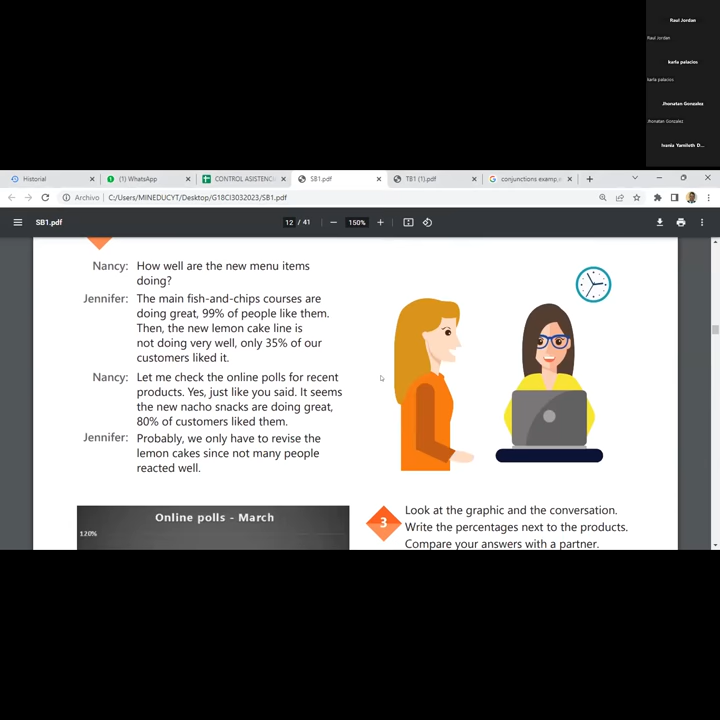 Raul Jordan
Raul Jordan
karla palacios
karla palacios
Jhonatan Gonzalez
Jhonatan Gonzalez
Ivania Yamileth D...
Historial
WhatsApp
CONTROL ASISTENCI
SB1.pdf
TB1 (1).pdf
conjunctions examp
Archivo
C:/Users/MINEDUCYT/Desktop/G18CI3032023/SB1.pdf
SB1.pdf
12 / 41
150%
Nancy: How well are the new menu items
doing?
Jennifer: The main fish-and-chips courses are
doing great, 99% of people like them.
Then, the new lemon cake line is
not doing very well, only 35% of our
customers liked it.
Nancy: Let me check the online polls for recent
products. Yes, just like you said. It seems
the new nacho snacks are doing great,
80% of customers liked them.
Jennifer: Probably, we only have to revise the
lemon cakes since not many people
reacted well.
Online polls - March
120%
3
Look at the graphic and the conversation.
Write the percentages next to the products.
Compare your answers with a partner.